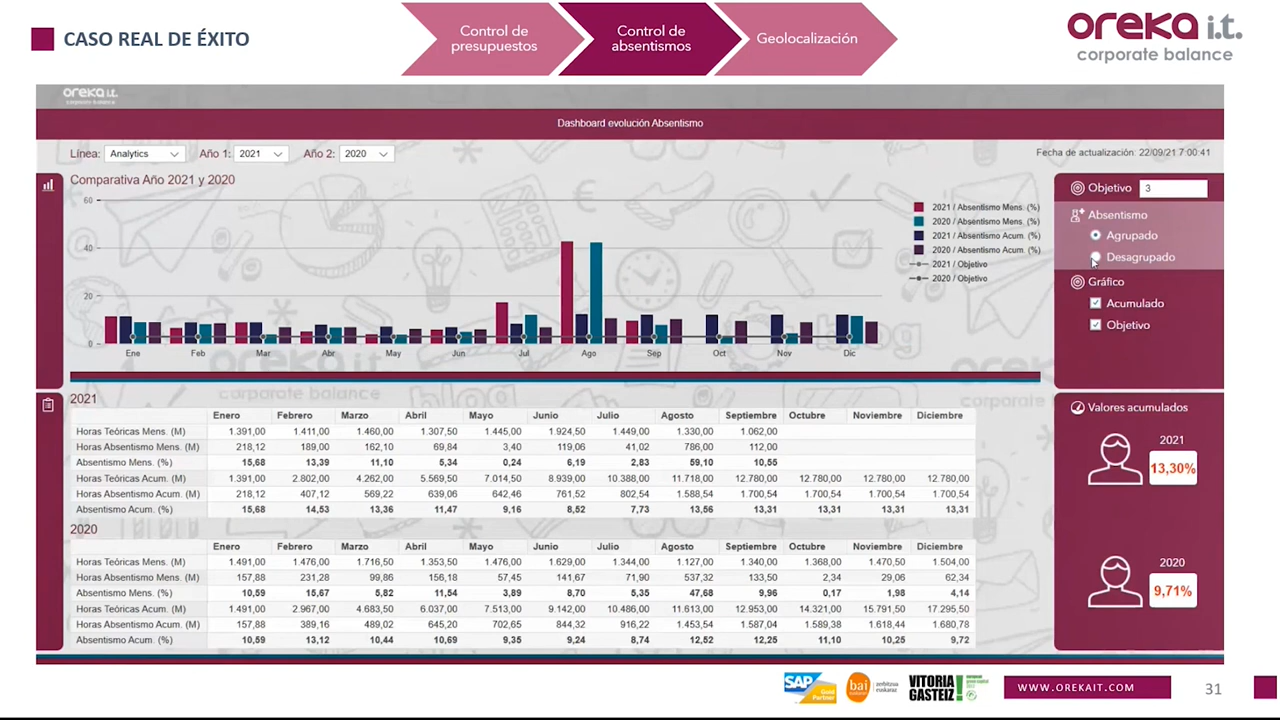 CASO REAL DE ÉXITO
Control de
presupuestos
Control de
absentismos
Geolocalización
oreka i.t.
corporate balance
oreka i.t.
corporate balance
Dashboard evolución Absentismo
Línea: Analytics Año 1: 2021 Año 2: 2020
Fecha de actualización: 22/09/21 7:00:41
Comparativa Año 2021 y 2020
60
40
20
0
Ene Feb Mar Abr May Jun Jul Ago Sep Oct Nov Dic
2021 / Absentismo Mens. (%)
2020 / Absentismo Mens. (%)
2021 / Absentismo Acum. (%)
2020 / Absentismo Acum. (%)
2021 / Objetivo
2020 / Objetivo
Objetivo 3
Absentismo
Agrupado
Desagrupado
Gráfico
Acumulado
Objetivo
2021
Enero Febrero Marzo Abril Mayo Junio Julio Agosto Septiembre Octubre Noviembre Diciembre
Horas Teóricas Mens. (M) 1.391,00 1.411,00 1.460,00 1.307,50 1.445,00 1.924,50 1.449,00 1.330,00 1.062,00
Horas Absentismo Mens. (M) 218,12 189,00 162,10 69,84 3,40 119,06 41,02 786,00 112,00
Absentismo Mens. (%) 15,68 13,39 11,10 5,34 0,24 6,19 2,83 59,10 10,55
Horas Teóricas Acum. (M) 1.391,00 2.802,00 4.262,00 5.569,50 7.014,50 8.939,00 10.388,00 11.718,00 12.780,00 12.780,00 12.780,00 12.780,00
Horas Absentismo Acum. (M) 218,12 407,12 569,22 639,06 642,46 761,52 802,54 1.588,54 1.700,54 1.700,54 1.700,54 1.700,54
Absentismo Acum. (%) 15,68 14,53 13,36 11,47 9,16 8,52 7,73 13,56 13,31 13,31 13,31 13,31
2020
Enero Febrero Marzo Abril Mayo Junio Julio Agosto Septiembre Octubre Noviembre Diciembre
Horas Teóricas Mens. (M) 1.491,00 1.476,00 1.716,50 1.353,50 1.476,00 1.629,00 1.344,00 1.127,00 1.340,00 1.368,00 1.470,50 1.504,00
Horas Absentismo Mens. (M) 157,88 231,28 99,86 156,18 57,45 141,67 71,90 537,32 133,50 2,34 29,06 62,34
Absentismo Mens. (%) 10,59 15,67 5,82 11,54 3,89 8,70 5,35 47,68 9,96 0,17 1,98 4,14
Horas Teóricas Acum. (M) 1.491,00 2.967,00 4.683,50 6.037,00 7.513,00 9.142,00 10.486,00 11.613,00 12.953,00 14.321,00 15.791,50 17.295,50
Horas Absentismo Acum. (M) 157,88 389,16 489,02 645,20 702,65 844,32 916,22 1.453,54 1.587,04 1.589,38 1.618,44 1.680,78
Absentismo Acum. (%) 10,59 13,12 10,44 10,69 9,35 9,24 8,74 12,52 12,25 11,10 10,25 9,72
Valores acumulados
2021
13,30%
2020
9,71%
SAP
Gold
Partner
bai
VITORIA
GASTEIZ
WWW.OREKAIT.COM
31